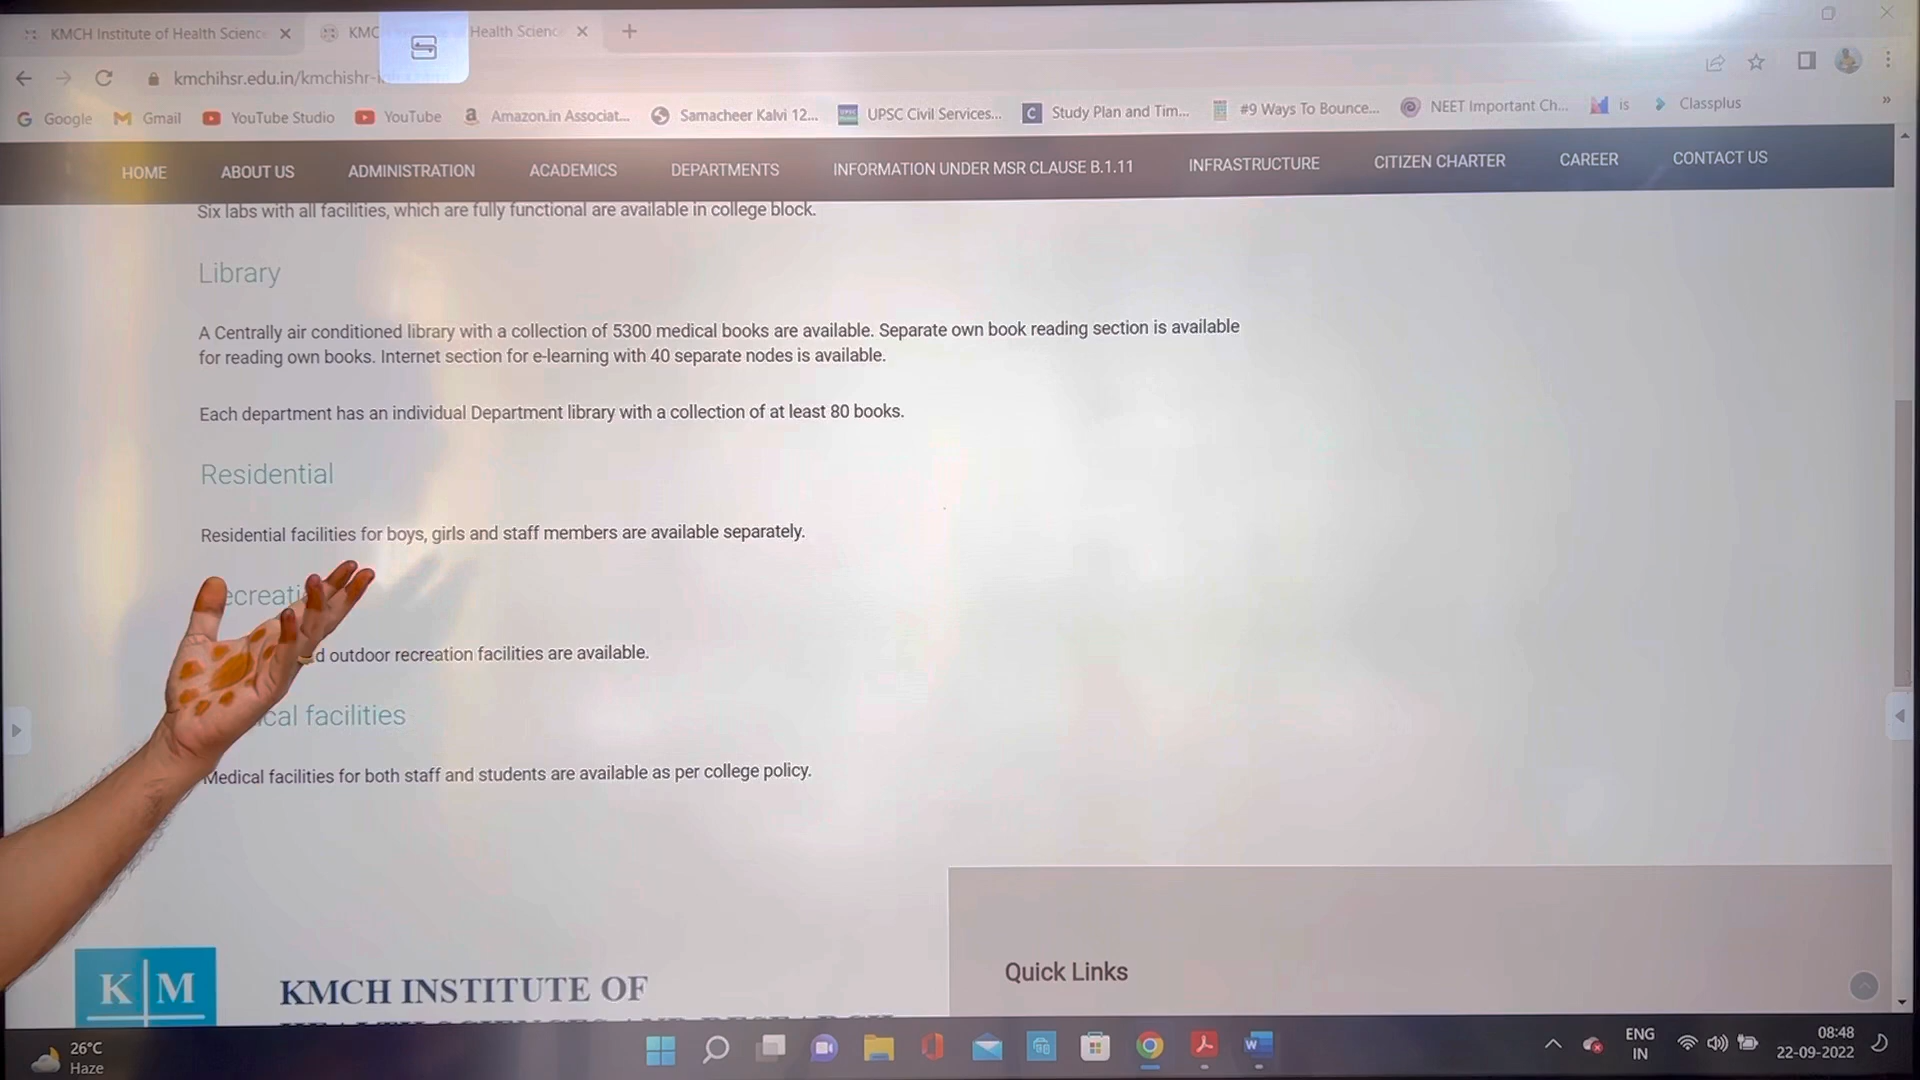 KMCH Institute of Health Science
KMC
Health Scienc
kmchihsr.edu.in/kmchishr-
Google
Gmail
YouTube Studio
YouTube
Amazon.in Associat...
Samacheer Kalvi 12...
UPSC Civil Services...
Study Plan and Tim...
#9 Ways To Bounce...
NEET Important Ch...
is
Classplus
HOME
ABOUT US
ADMINISTRATION
ACADEMICS
DEPARTMENTS
INFORMATION UNDER MSR CLAUSE B.1.11
INFRASTRUCTURE
CITIZEN CHARTER
CAREER
CONTACT US
Six labs with all facilities, which are fully functional are available in college block.
Library
A Centrally air conditioned library with a collection of 5300 medical books are available. Separate own book reading section is available
for reading own books. Internet section for e-learning with 40 separate nodes is available.
Each department has an individual Department library with a collection of at least 80 books.
Residential
Residential facilities for boys, girls and staff members are available separately.
ecreati
d outdoor recreation facilities are available.
cal facilities
Medical facilities for both staff and students are available as per college policy.
K M
KMCH INSTITUTE OF
Quick Links
26°C
Haze
ENG
IN
08:48
22-09-2022